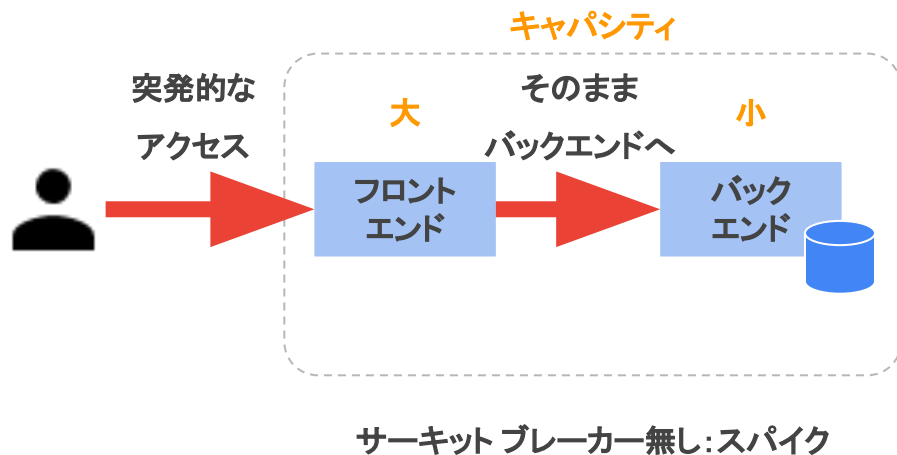 キャパシティ
突発的な
アクセス
大
そのまま
バックエンドへ
小
フロント
エンド
バック
エンド
サーキット ブレーカー無し：スパイク